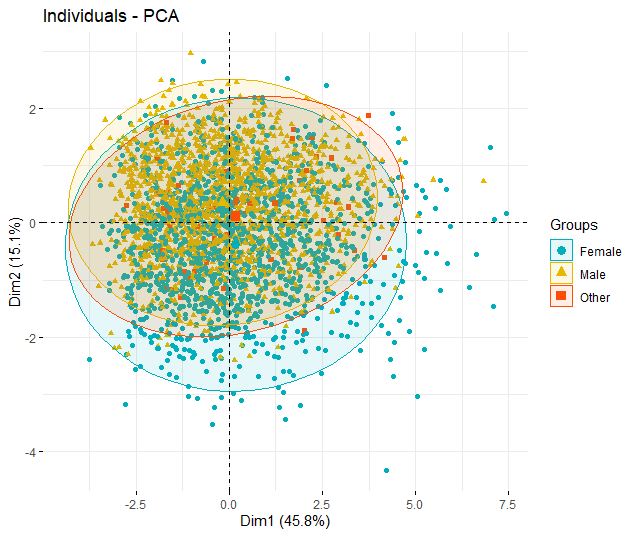 Individuals - PCA
Dim2 (15.1%)
2
0
-2
-4
-2.5 0.0 2.5 5.0 7.5
Dim1 (45.8%)
Groups
Female
Male
Other